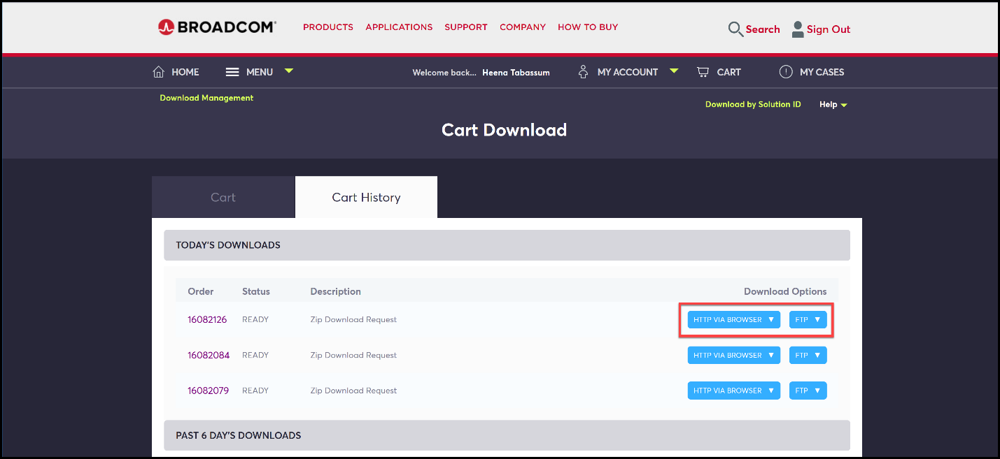 BROADCOM®
PRODUCTS APPLICATIONS SUPPORT COMPANY HOW TO BUY
Search Sign Out
HOME MENU Welcome back... Heena Tabassum MY ACCOUNT CART MY CASES
Download Management
Download by Solution ID Help
Cart Download
Cart Cart History
TODAY'S DOWNLOADS
Order Status Description Download Options
16082126 READY Zip Download Request HTTP VIA BROWSER ▼ FTP ▼
16082084 READY Zip Download Request HTTP VIA BROWSER ▼ FTP ▼
16082079 READY Zip Download Request HTTP VIA BROWSER ▼ FTP ▼
PAST 6 DAY'S DOWNLOADS